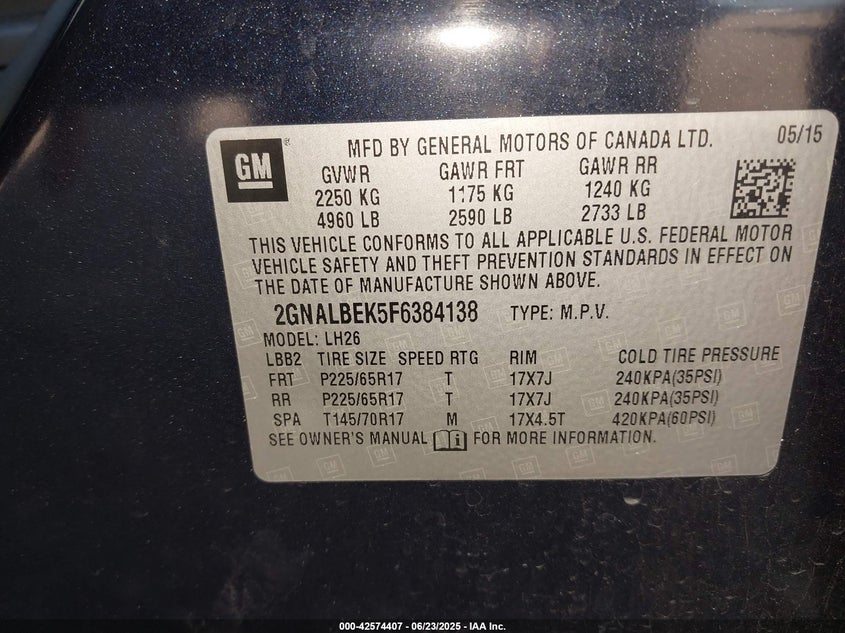 GM
MFD BY GENERAL MOTORS OF CANADA LTD. 05/15
GVWR GAWR FRT GAWR RR
2250 KG 1175 KG 1240 KG
4960 LB 2590 LB 2733 LB
THIS VEHICLE CONFORMS TO ALL APPLICABLE U.S. FEDERAL MOTOR
VEHICLE SAFETY AND THEFT PREVENTION STANDARDS IN EFFECT ON
THE DATE OF MANUFACTURE SHOWN ABOVE.
2GNALBEK5F6384138 TYPE: M.P.V.
MODEL: LH26
LBB2 TIRE SIZE SPEED RTG RIM COLD TIRE PRESSURE
FRT P225/65R17 T 17X7J 240KPA(35PSI)
RR P225/65R17 T 17X7J 240KPA(35PSI)
SPA T145/70R17 M 17X4.5T 420KPA(60PSI)
SEE OWNER'S MANUAL FOR MORE INFORMATION.
000-42574407 - 06/23/2025 - IAA Inc.